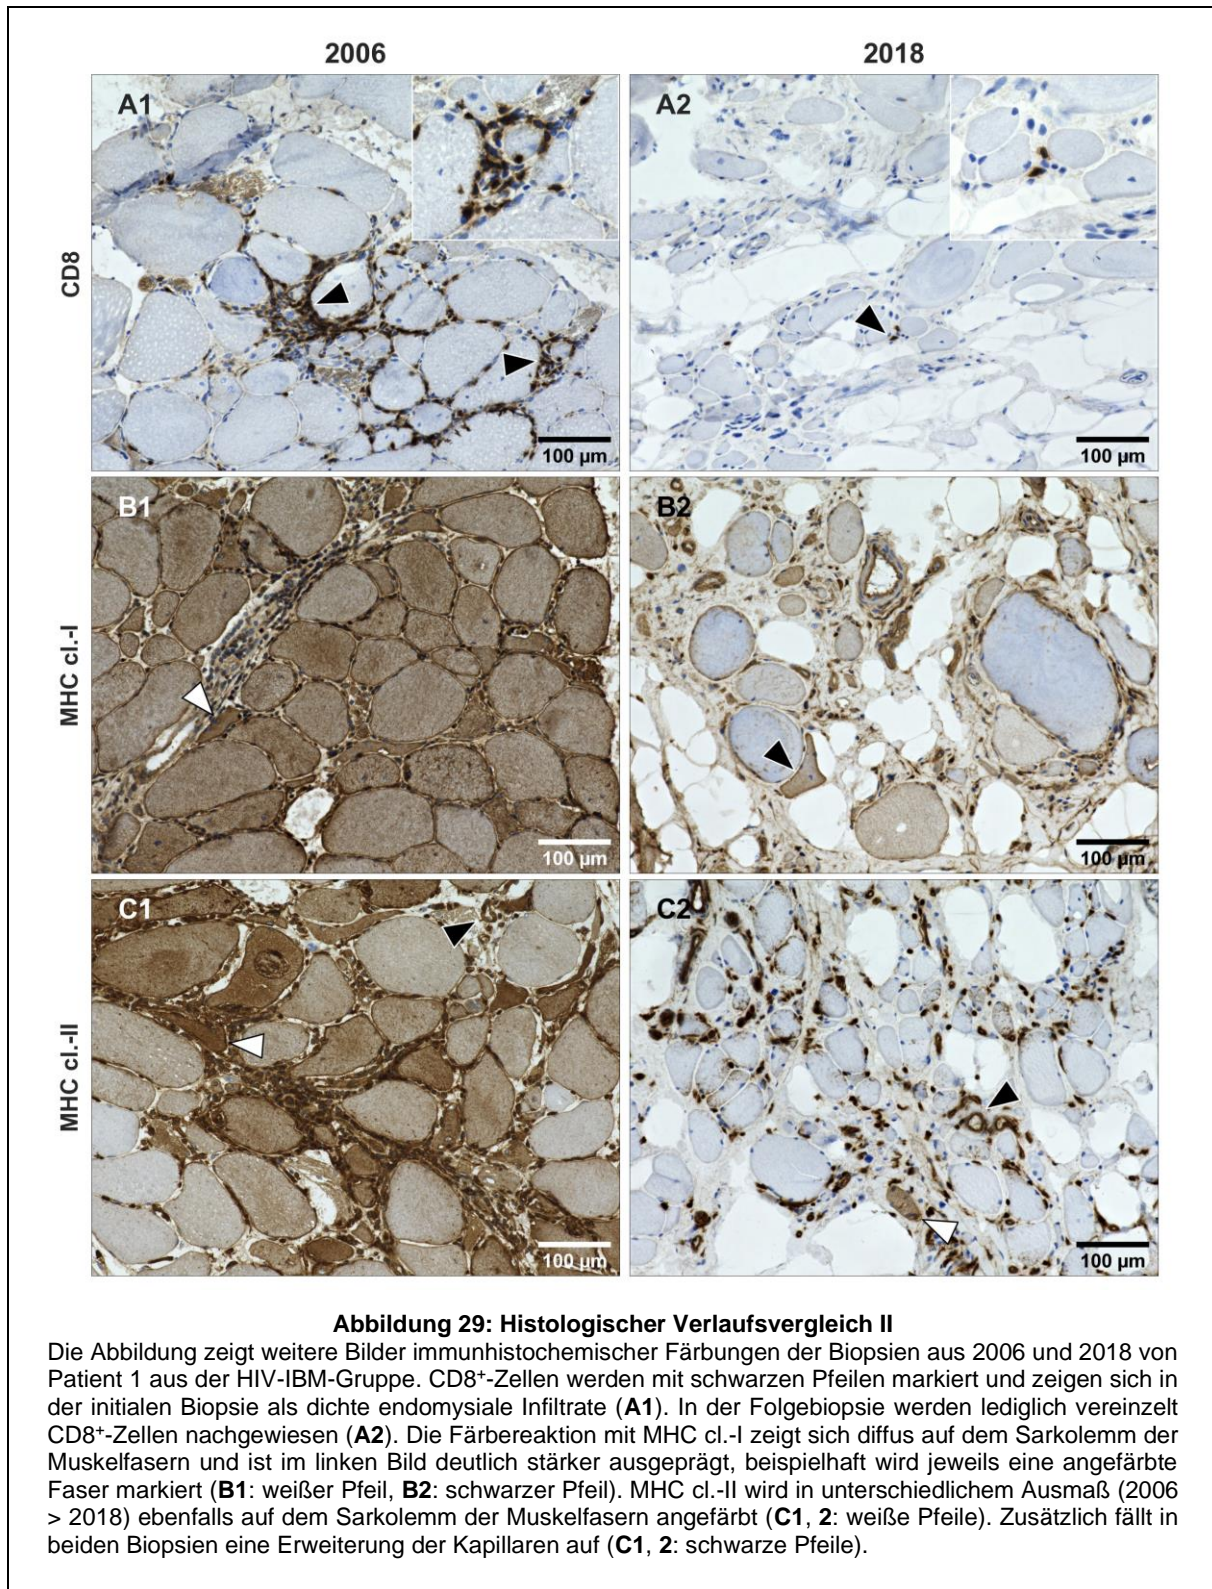 2006 2018
A1 A2
CD8
100 µm 100 µm
B1 B2
MHC cl.-I
100 µm 100 µm
C1 C2
MHC cl.-II
100 µm 100 µm
Abbildung 29: Histologischer Verlaufsvergleich II
Die Abbildung zeigt weitere Bilder immunhistochemischer Färbungen der Biopsien aus 2006 und 2018 von
Patient 1 aus der HIV-IBM-Gruppe. CD8⁺-Zellen werden mit schwarzen Pfeilen markiert und zeigen sich in
der initialen Biopsie als dichte endomysiale Infiltrate (A1). In der Folgebiopsie werden lediglich vereinzelt
CD8⁺-Zellen nachgewiesen (A2). Die Färbereaktion mit MHC cl.-I zeigt sich diffus auf dem Sarkolemm der
Muskelfasern und ist im linken Bild deutlich stärker ausgeprägt, beispielhaft wird jeweils eine angefärbte
Faser markiert (B1: weißer Pfeil, B2: schwarzer Pfeil). MHC cl.-II wird in unterschiedlichem Ausmaß (2006
> 2018) ebenfalls auf dem Sarkolemm der Muskelfasern angefärbt (C1, 2: weiße Pfeile). Zusätzlich fällt in
beiden Biopsien eine Erweiterung der Kapillaren auf (C1, 2: schwarze Pfeile).